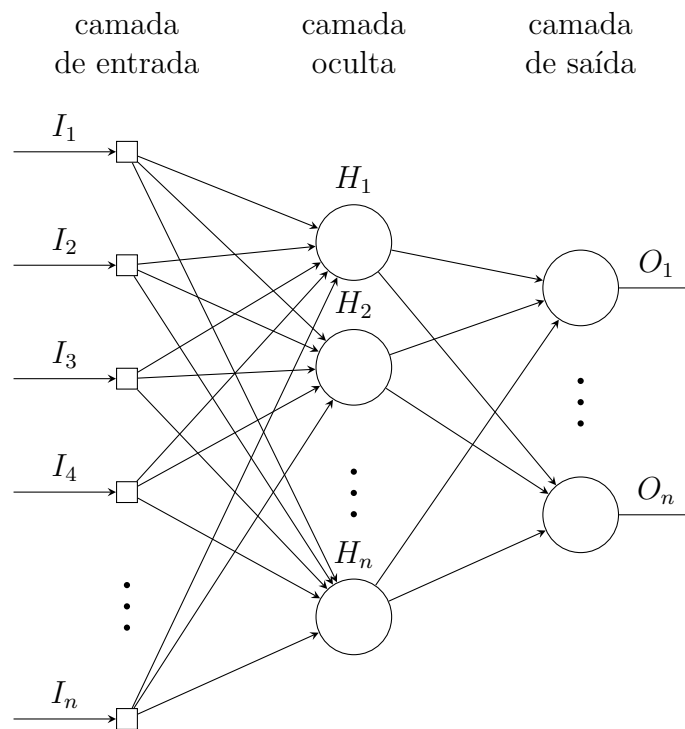 camada
de entrada
camada
oculta
camada
de saída
I₁
I₂
I₃
I₄
Iₙ
H₁
H₂
Hₙ
O₁
Oₙ